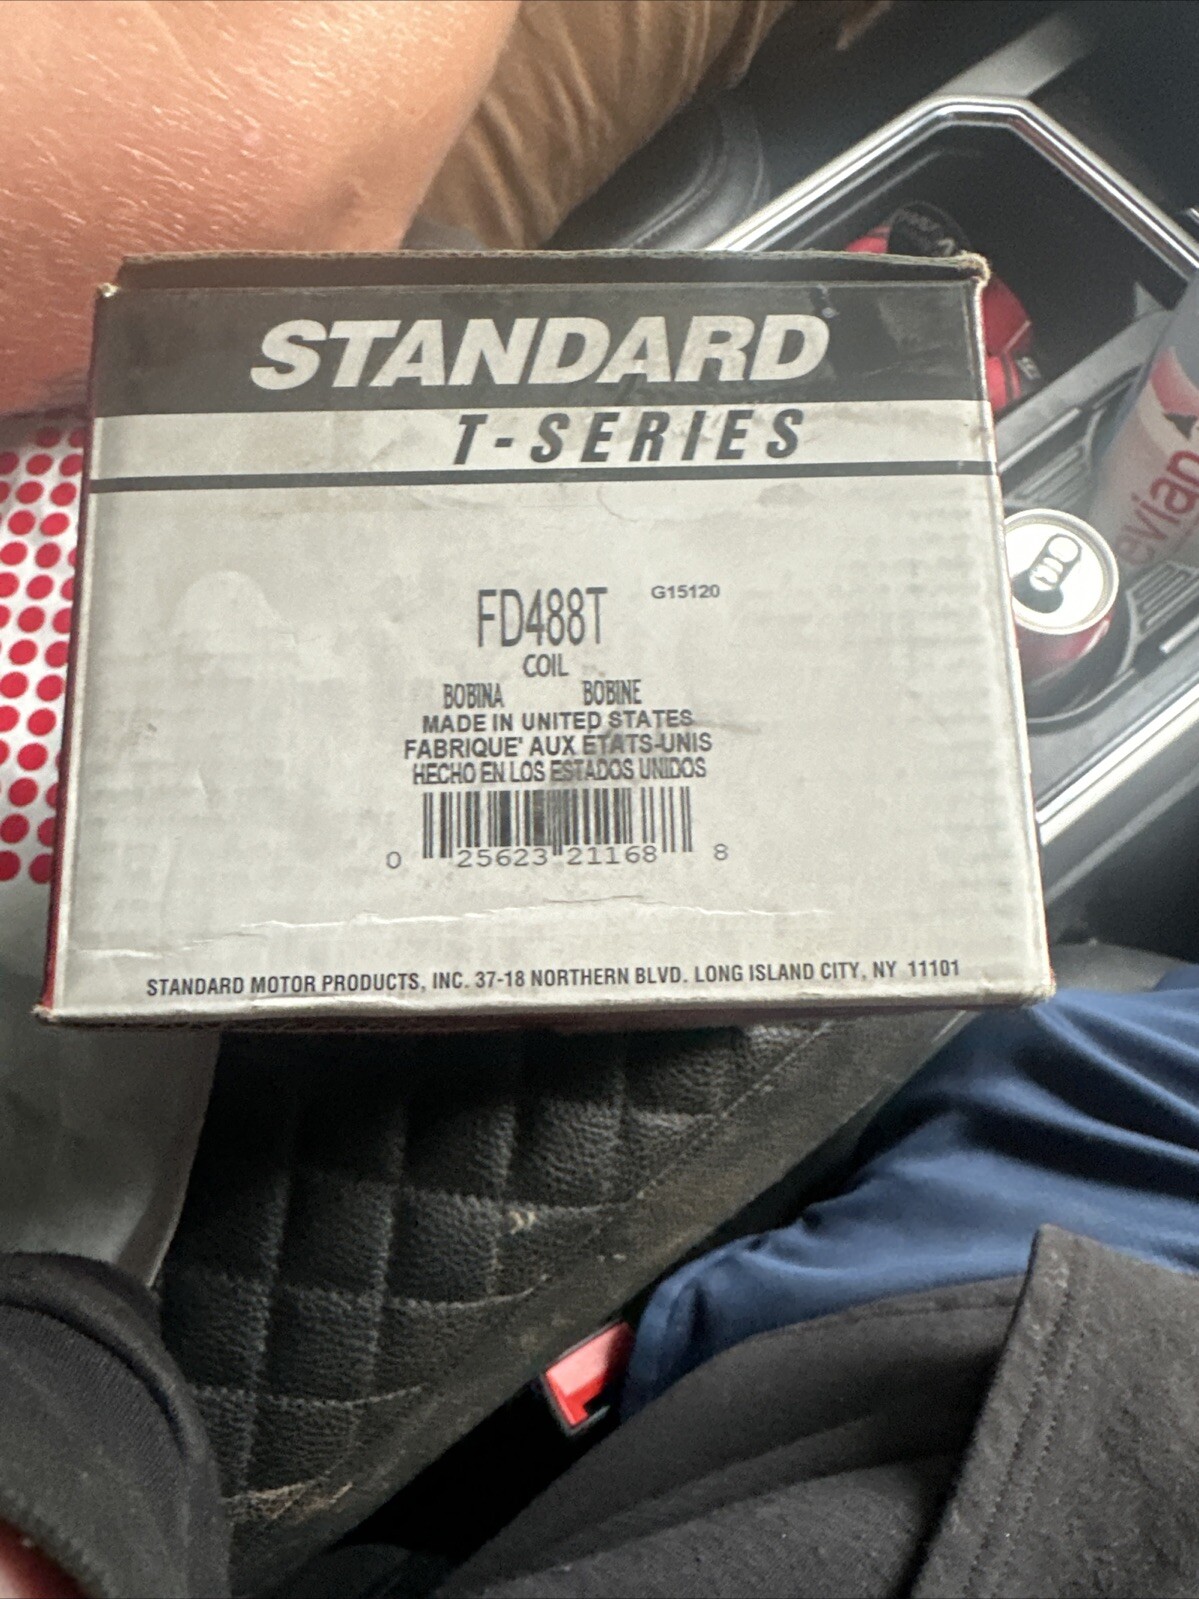 STANDARD
T-SERIES
FD488T G15120
COIL
BOBINA BOBINE
MADE IN UNITED STATES
FABRIQUE' AUX ETATS-UNIS
HECHO EN LOS ESTADOS UNIDOS
0 25623 21168 8
STANDARD MOTOR PRODUCTS, INC. 37-18 NORTHERN BLVD. LONG ISLAND CITY, NY 11101
evian